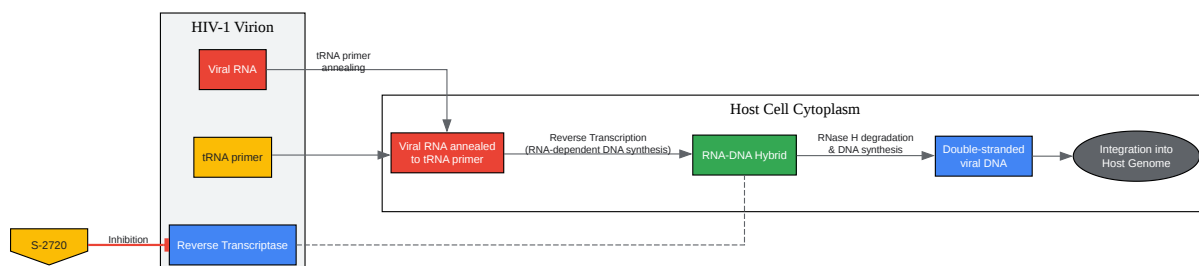 HIV-1 Virion
Viral RNA
tRNA primer
annealing
Host Cell Cytoplasm
tRNA primer
Viral RNA annealed
to tRNA primer
Reverse Transcription
(RNA-dependent DNA synthesis)
RNA-DNA Hybrid
RNase H degradation
& DNA synthesis
Double-stranded
viral DNA
Integration into
Host Genome
S-2720
Inhibition
Reverse Transcriptase